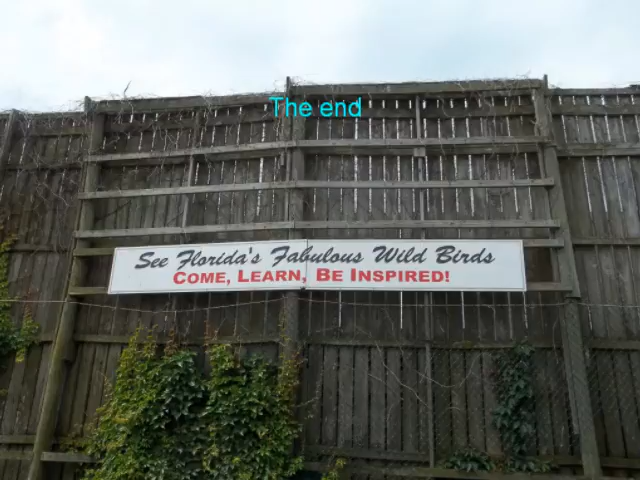 The end
See Florida's Fabulous Wild Birds
COME, LEARN, BE INSPIRED!